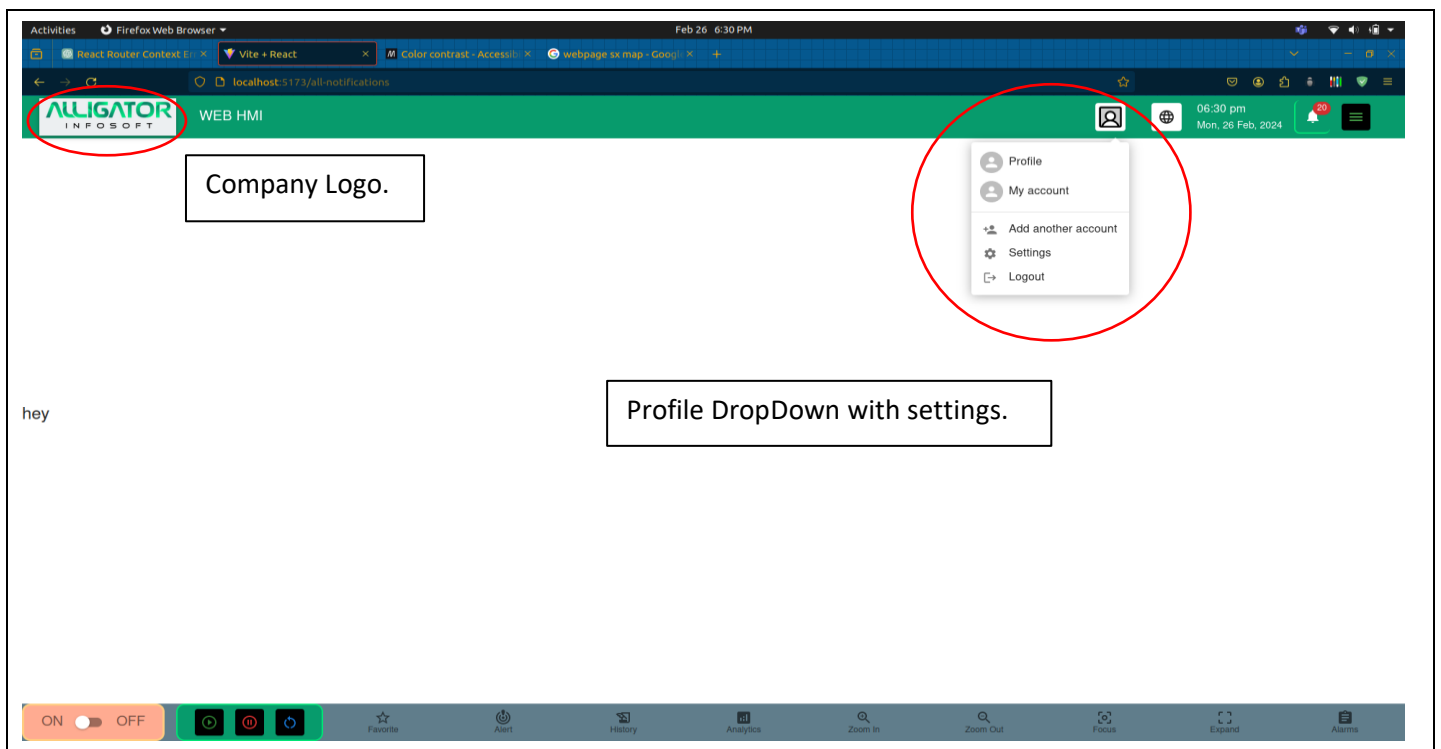 Activities Firefox Web Browser Feb 26 6:30 PM
React Router Context Er Vite + React Color contrast - Accessib webpage sx map - Google
localhost:5173/all-notifications
ALLIGATOR
INFOSOFT
WEB HMI
06:30 pm
Mon, 26 Feb, 2024
20
Profile
My account
Add another account
Settings
Logout
Company Logo.
Profile DropDown with settings.
hey
ON OFF
Favorite Alert History Analytics Zoom In Zoom Out Focus Expand Alarms